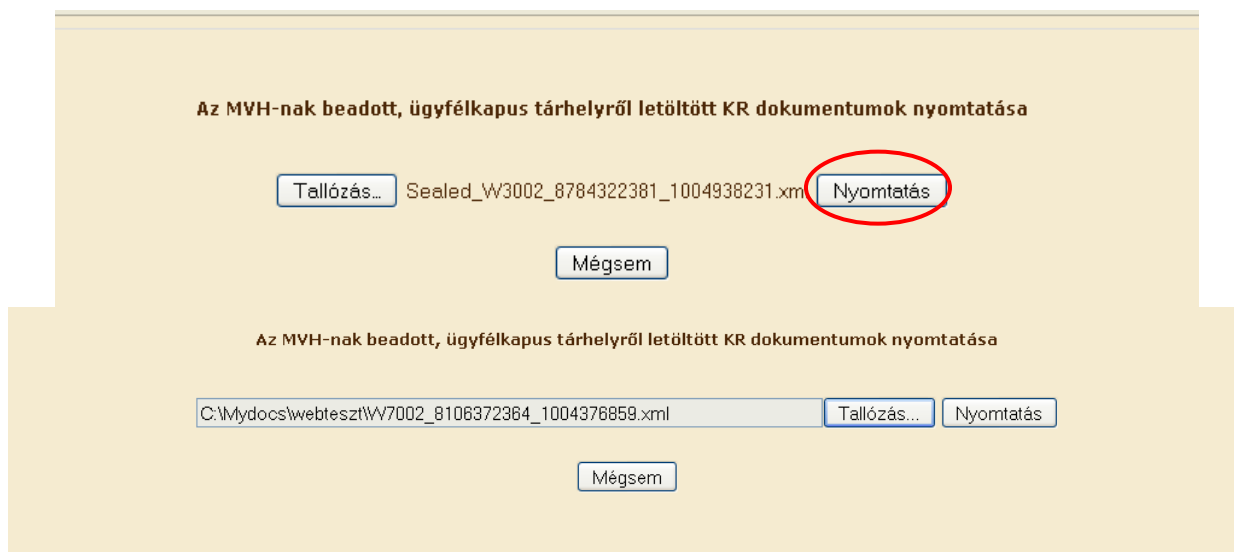 Az MVH-nak beadott, ügyfélkapus tárhelyről letöltött KR dokumentumok nyomtatása
Tallózás... Sealed_W3002_8784322381_1004938231.xm Nyomtatás
Mégsem
Az MVH-nak beadott, ügyfélkapus tárhelyről letöltött KR dokumentumok nyomtatása
C:\Mydocs\webteszt\W7002_8106372364_1004376859.xml Tallózás... Nyomtatás
Mégsem